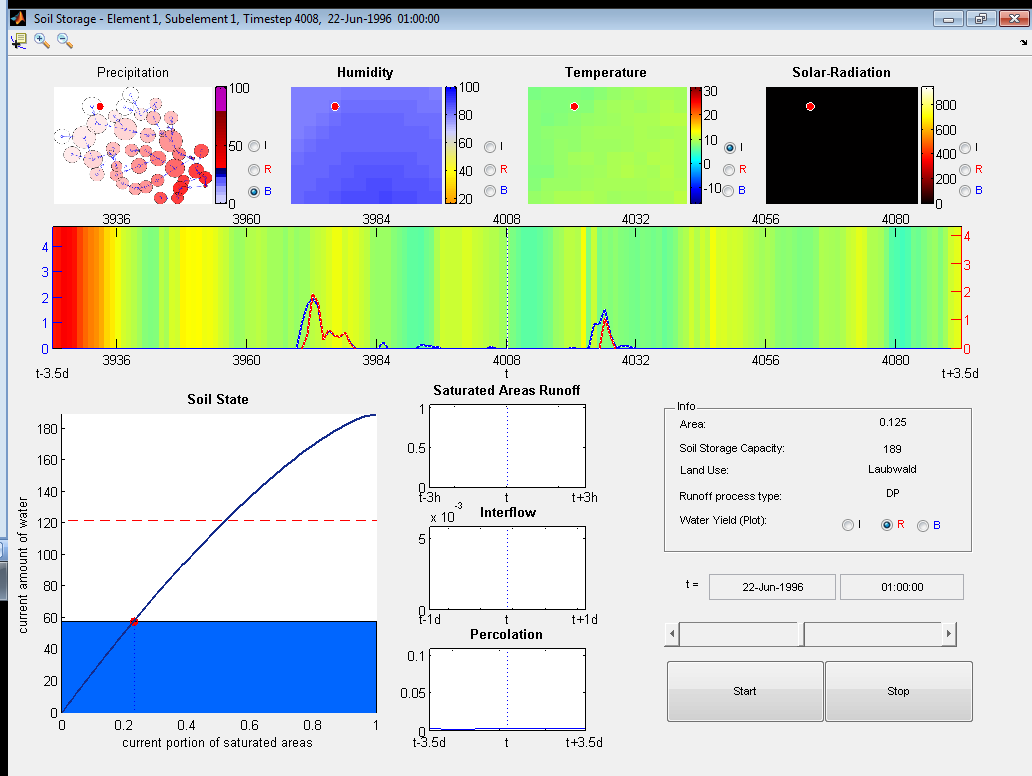 Soil Storage - Element 1, Subelement 1, Timestep 4008, 22-Jun-1996 01:00:00
Precipitation Humidity Temperature Solar-Radiation
100
50
0
I
R
B
100
80
60
40
20
I
R
B
30
20
10
0
-10
I
R
B
800
600
400
200
0
I
R
B
3936 3960 3984 4008 4032 4056 4080
4 4
3 3
2 2
1 1
0 0
3936 3960 3984 4008 4032 4056 4080
t-3.5d t t+3.5d
Soil State
180
160
140
120
100
80
60
40
20
0
0 0.2 0.4 0.6 0.8 1
current amount of water
current portion of saturated areas
Saturated Areas Runoff
1
0.5
0
t-3h t t+3h
x 10^-3
Interflow
5
0
t-1d t t+1d
Percolation
0.1
0.05
0
t-3.5d t t+3.5d
Info
Area: 0.125
Soil Storage Capacity: 189
Land Use: Laubwald
Runoff process type: DP
Water Yield (Plot): I R B
t = 22-Jun-1996 01:00:00
Start Stop